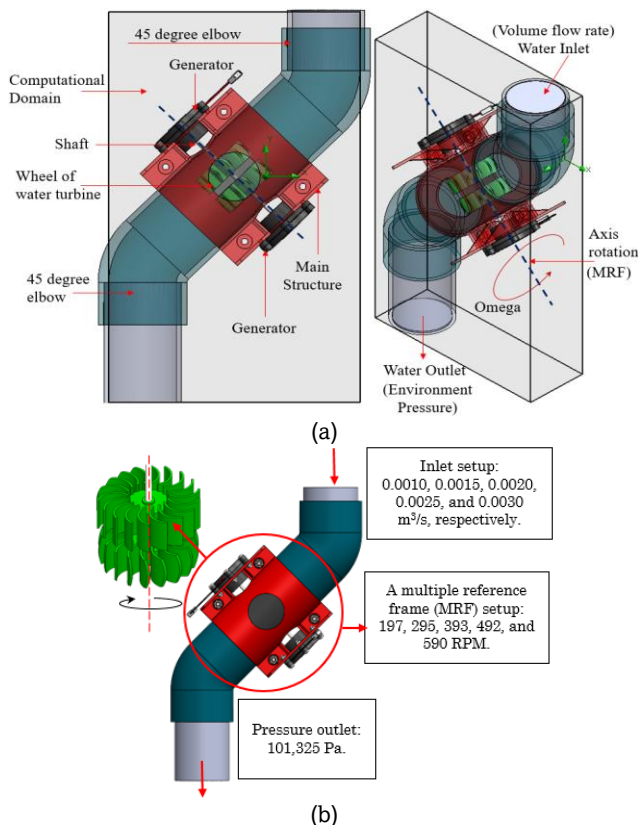 45 degree elbow
Generator
Computational
Domain
Shaft
Wheel of
water turbine
45 degree
elbow
Main
Structure
Generator
Y
X
(Volume flow rate)
Water Inlet
X
Axis
rotation
(MRF)
Omega
Water Outlet
(Environment
Pressure)
(a)
Inlet setup:
0.0010, 0.0015, 0.0020,
0.0025, and 0.0030
m³/s, respectively.
A multiple reference
frame (MRF) setup:
197, 295, 393, 492, and
590 RPM.
Pressure outlet:
101,325 Pa.
(b)